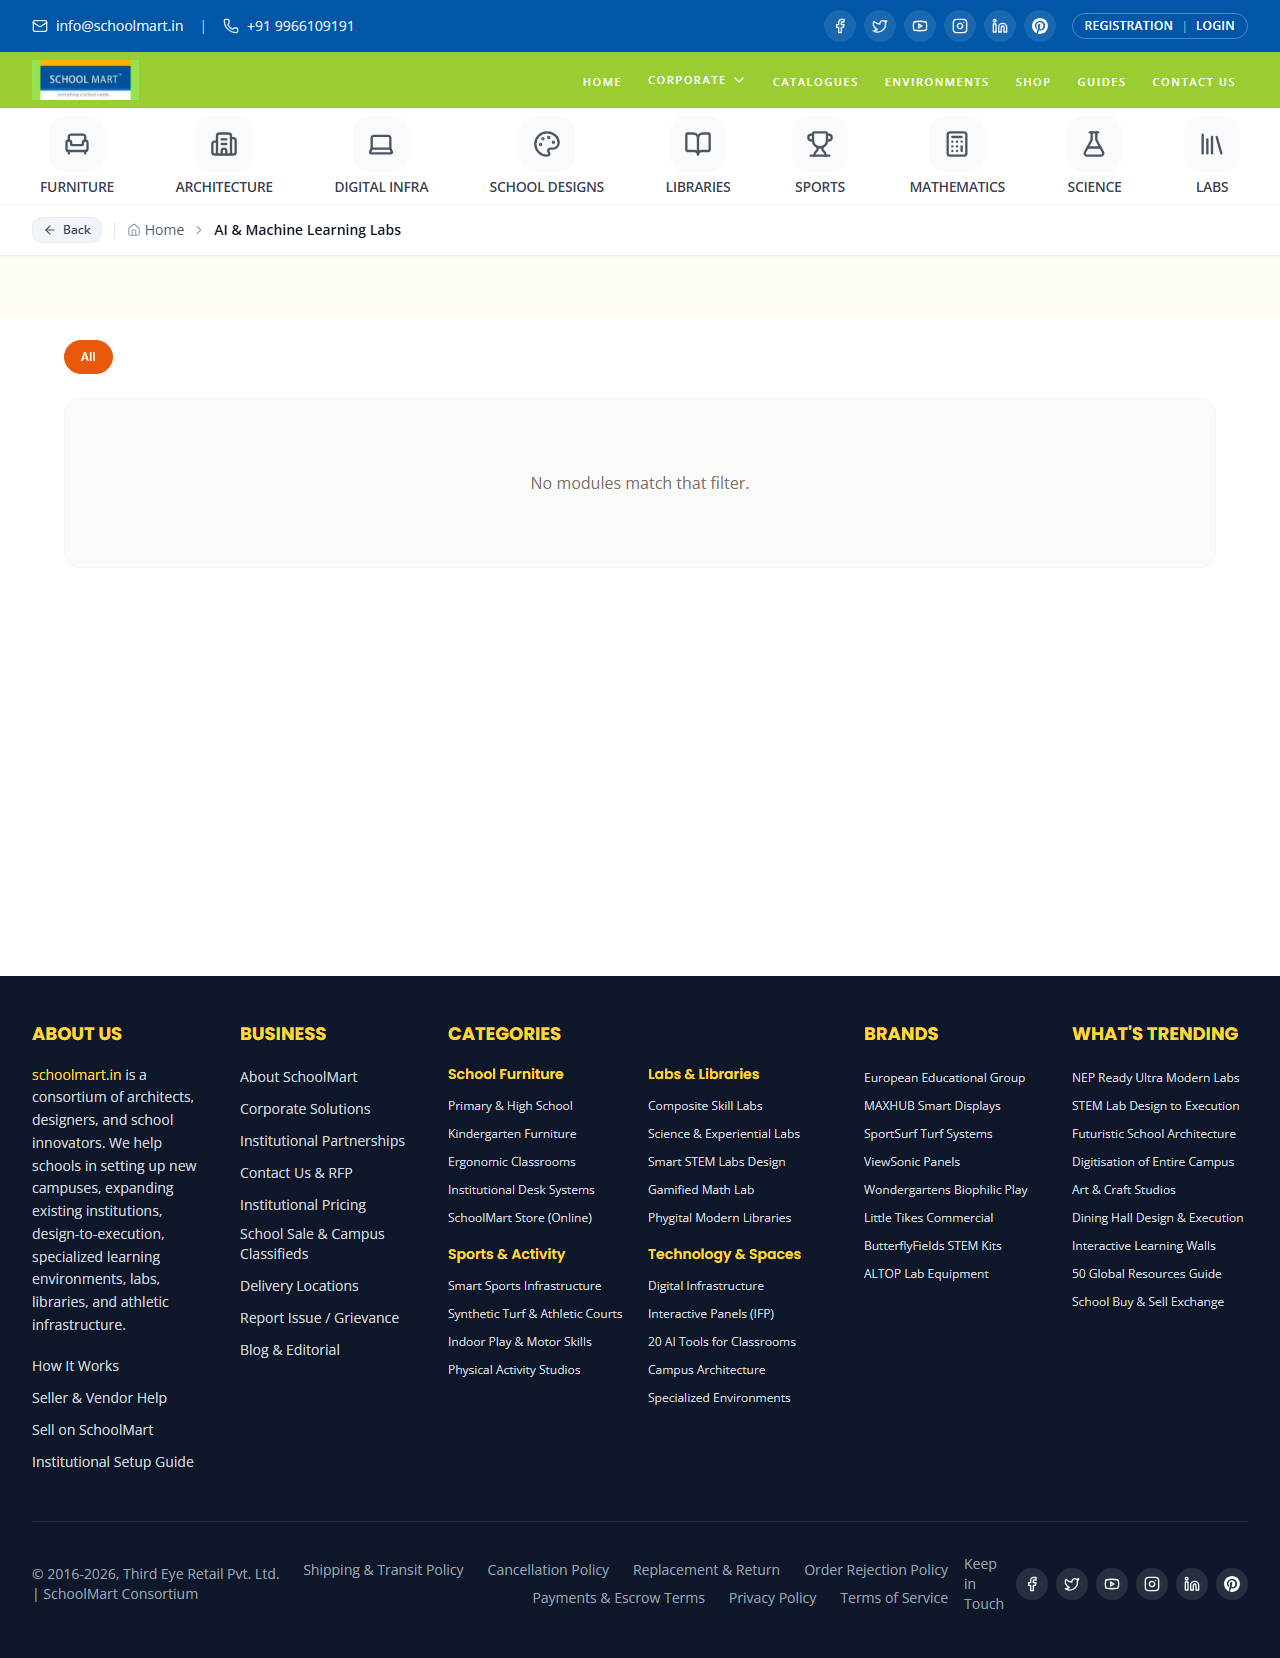 info@schoolmart.in | +91 9966109191
REGISTRATION | LOGIN
SCHOOL MART
everything a school needs
HOME CORPORATE CATALOGUES ENVIRONMENTS SHOP GUIDES CONTACT US
FURNITURE ARCHITECTURE DIGITAL INFRA SCHOOL DESIGNS LIBRARIES SPORTS MATHEMATICS SCIENCE LABS
Back Home AI & Machine Learning Labs
All
No modules match that filter.
ABOUT US
schoolmart.in is a
consortium of architects,
designers, and school
innovators. We help
schools in setting up new
campuses, expanding
existing institutions,
design-to-execution,
specialized learning
environments, labs,
libraries, and athletic
infrastructure.
How It Works
Seller & Vendor Help
Sell on SchoolMart
Institutional Setup Guide
BUSINESS
About SchoolMart
Corporate Solutions
Institutional Partnerships
Contact Us & RFP
Institutional Pricing
School Sale & Campus
Classifieds
Delivery Locations
Report Issue / Grievance
Blog & Editorial
CATEGORIES
School Furniture
Primary & High School
Kindergarten Furniture
Ergonomic Classrooms
Institutional Desk Systems
SchoolMart Store (Online)
Labs & Libraries
Composite Skill Labs
Science & Experiential Labs
Smart STEM Labs Design
Gamified Math Lab
Phygital Modern Libraries
Sports & Activity
Smart Sports Infrastructure
Synthetic Turf & Athletic Courts
Indoor Play & Motor Skills
Physical Activity Studios
Technology & Spaces
Digital Infrastructure
Interactive Panels (IFP)
20 AI Tools for Classrooms
Campus Architecture
Specialized Environments
BRANDS
European Educational Group
MAXHUB Smart Displays
SportSurf Turf Systems
ViewSonic Panels
Wondergartens Biophilic Play
Little Tikes Commercial
ButterflyFields STEM Kits
ALTOP Lab Equipment
WHAT'S TRENDING
NEP Ready Ultra Modern Labs
STEM Lab Design to Execution
Futuristic School Architecture
Digitisation of Entire Campus
Art & Craft Studios
Dining Hall Design & Execution
Interactive Learning Walls
50 Global Resources Guide
School Buy & Sell Exchange
© 2016-2026, Third Eye Retail Pvt. Ltd.
| SchoolMart Consortium
Shipping & Transit Policy Cancellation Policy Replacement & Return Order Rejection Policy
Payments & Escrow Terms Privacy Policy Terms of Service
Keep
in
Touch